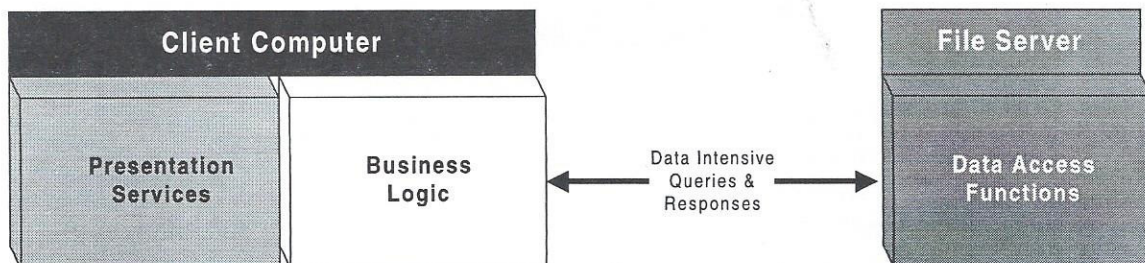 Client Computer
File Server
Presentation
Services
Business
Logic
Data Intensive
Queries &
Responses
Data Access
Functions